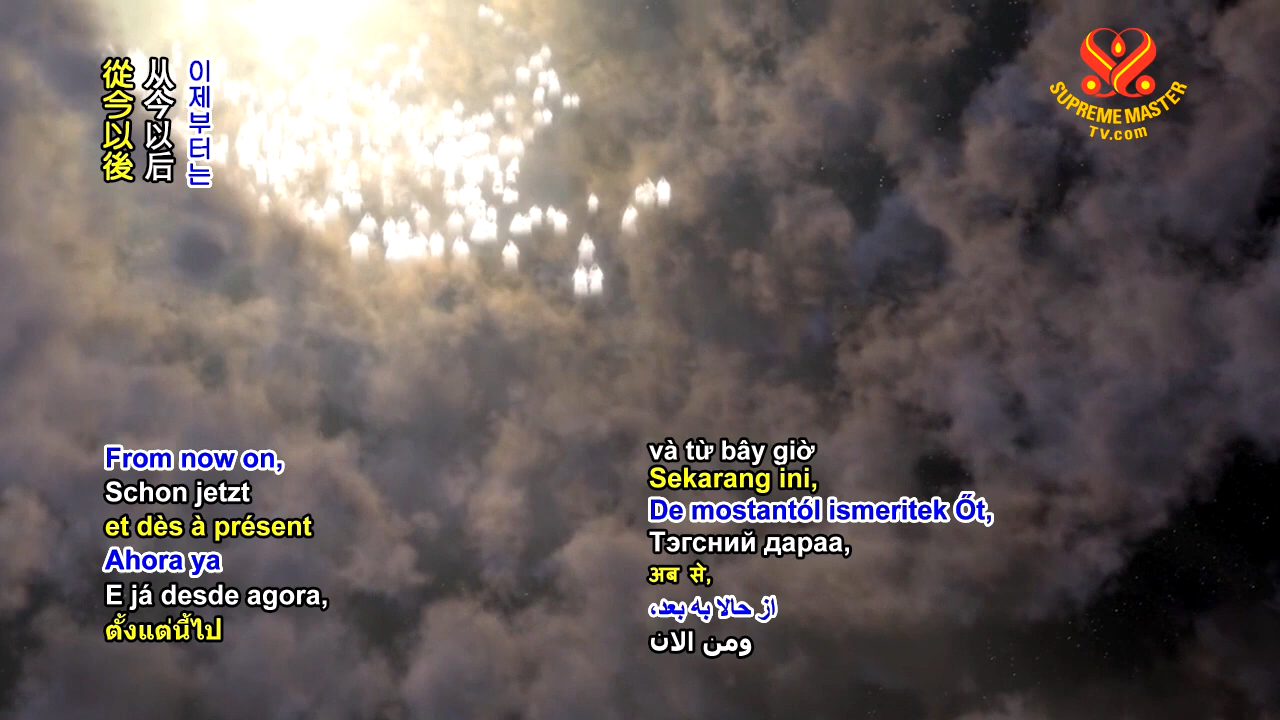 從今以後
从今以后
이제부터는
SUPREME MASTER
TV.com
From now on,
Schon jetzt
et dès à présent
Ahora ya
E já desde agora,
ตั้งแต่นี้ไป
và từ bây giờ
Sekarang ini,
De mostantól ismeritek Őt,
Тэгсний дараа,
अब से,
از حالا به بعد،
ومن الان